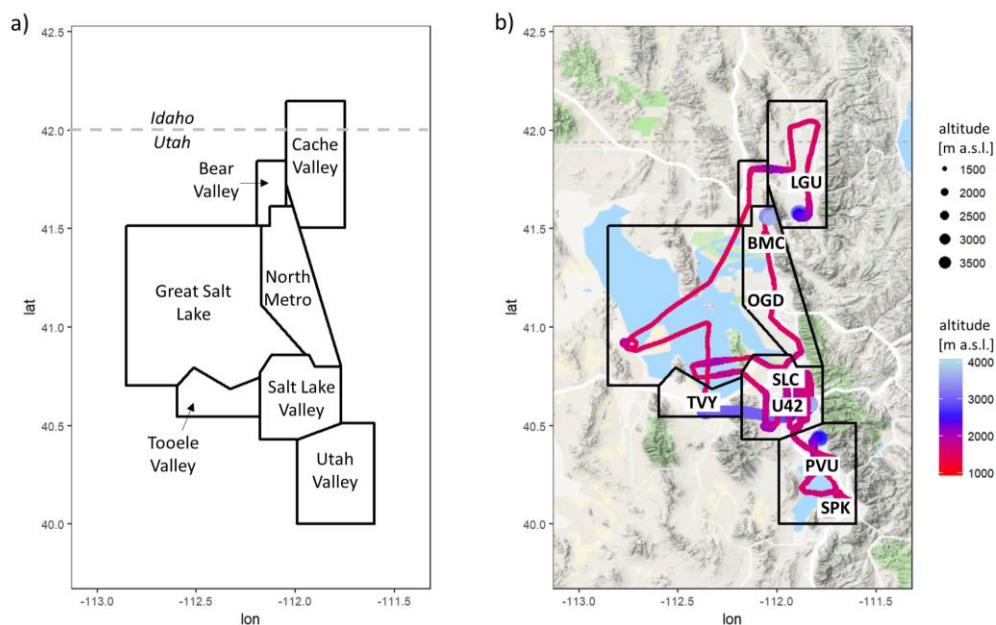 a)
42.5
42.0
41.5
41.0
40.5
40.0
lat
-113.0
-112.5
-112.0
-111.5
lon
Idaho
Utah
Cache
Valley
Bear
Valley
Great Salt
Lake
North
Metro
Salt Lake
Valley
Tooele
Valley
Utah
Valley
b)
42.5
42.0
41.5
41.0
40.5
40.0
lat
-113.0
-112.5
-112.0
-111.5
lon
LGU
BMC
OGD
SLC
TVY
U42
PVU
SPK
altitude
[m a.s.l.]
1500
2000
2500
3000
3500
altitude
[m a.s.l.]
4000
3000
2000
1000